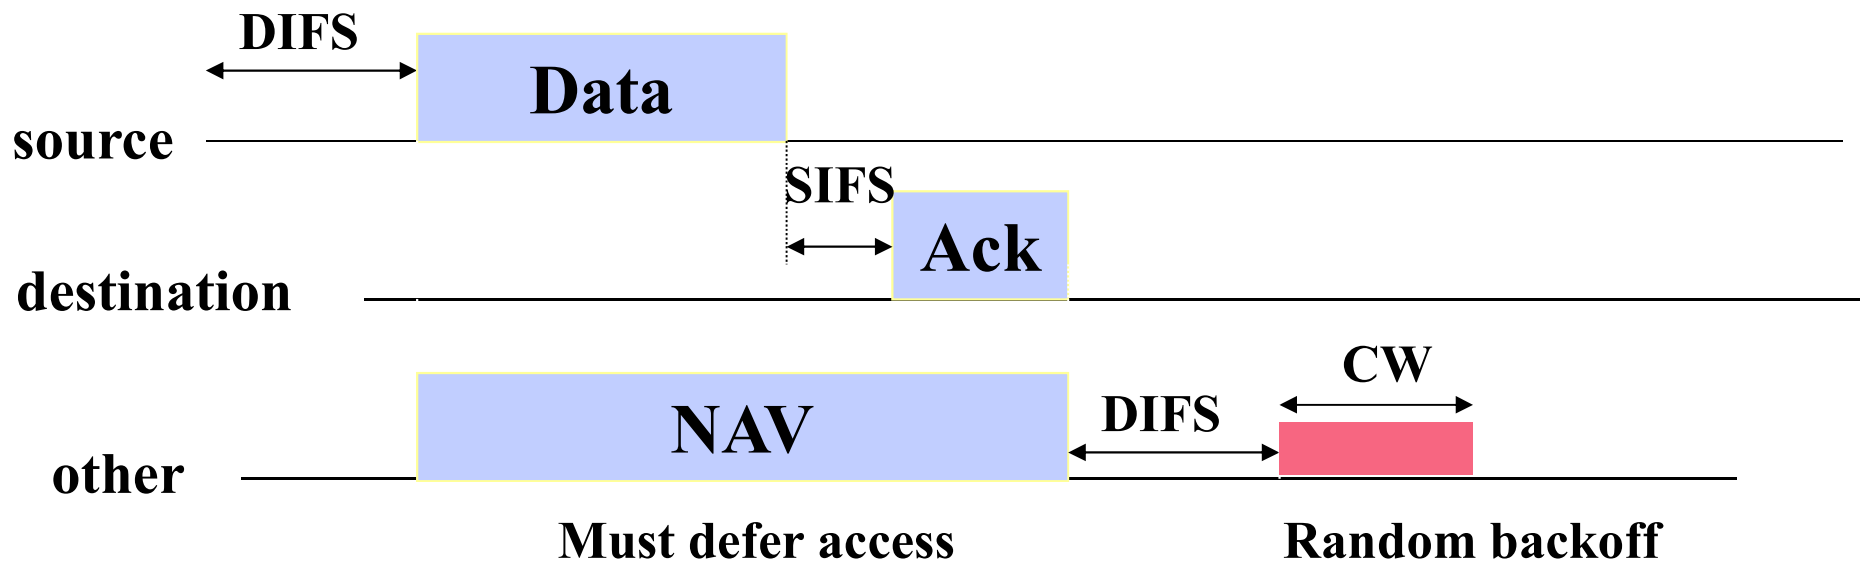 DIFS
Data
source
SIFS
Ack
destination
CW
NAV
DIFS
other
Must defer access
Random backoff